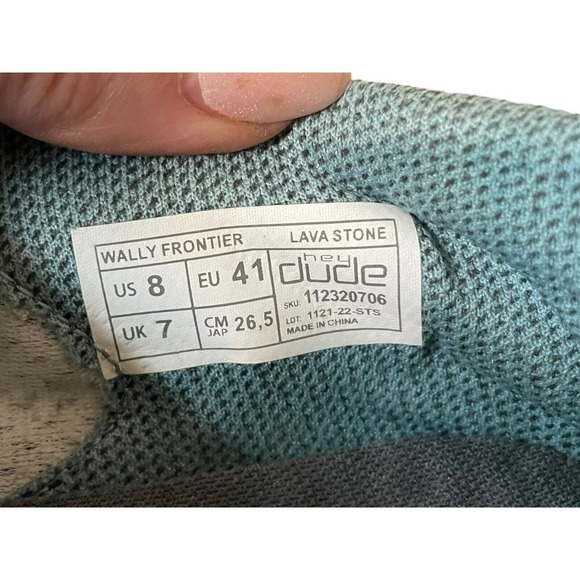 WALLY FRONTIER LAVA STONE
US 8 EU 41
hey
dude
UK 7 CM JAP 26,5
SKU: 112320706
LOT: 1121-22-STS
MADE IN CHINA